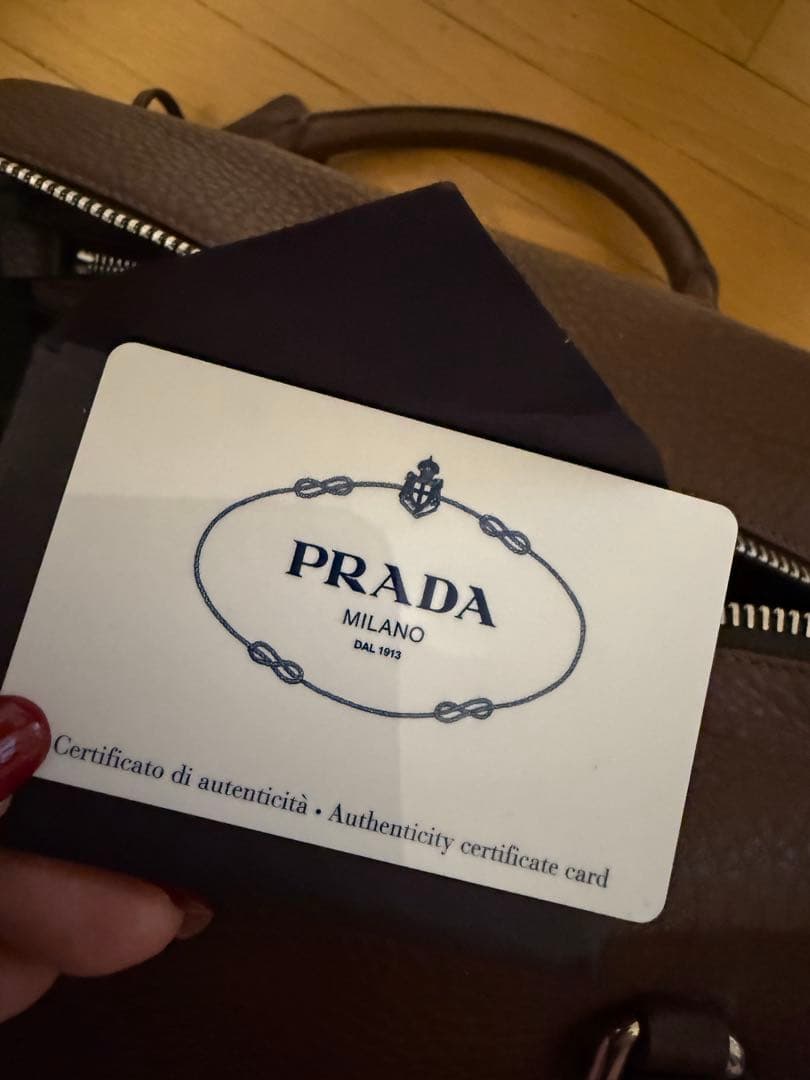 PRADA
MILANO
DAL 1913
Certificato di autenticità • Authenticity certificate card